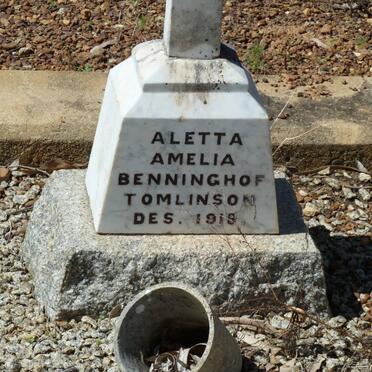 ALETTA
AMELIA
BENNINGHOF
TOMLINSON
DES. 1918